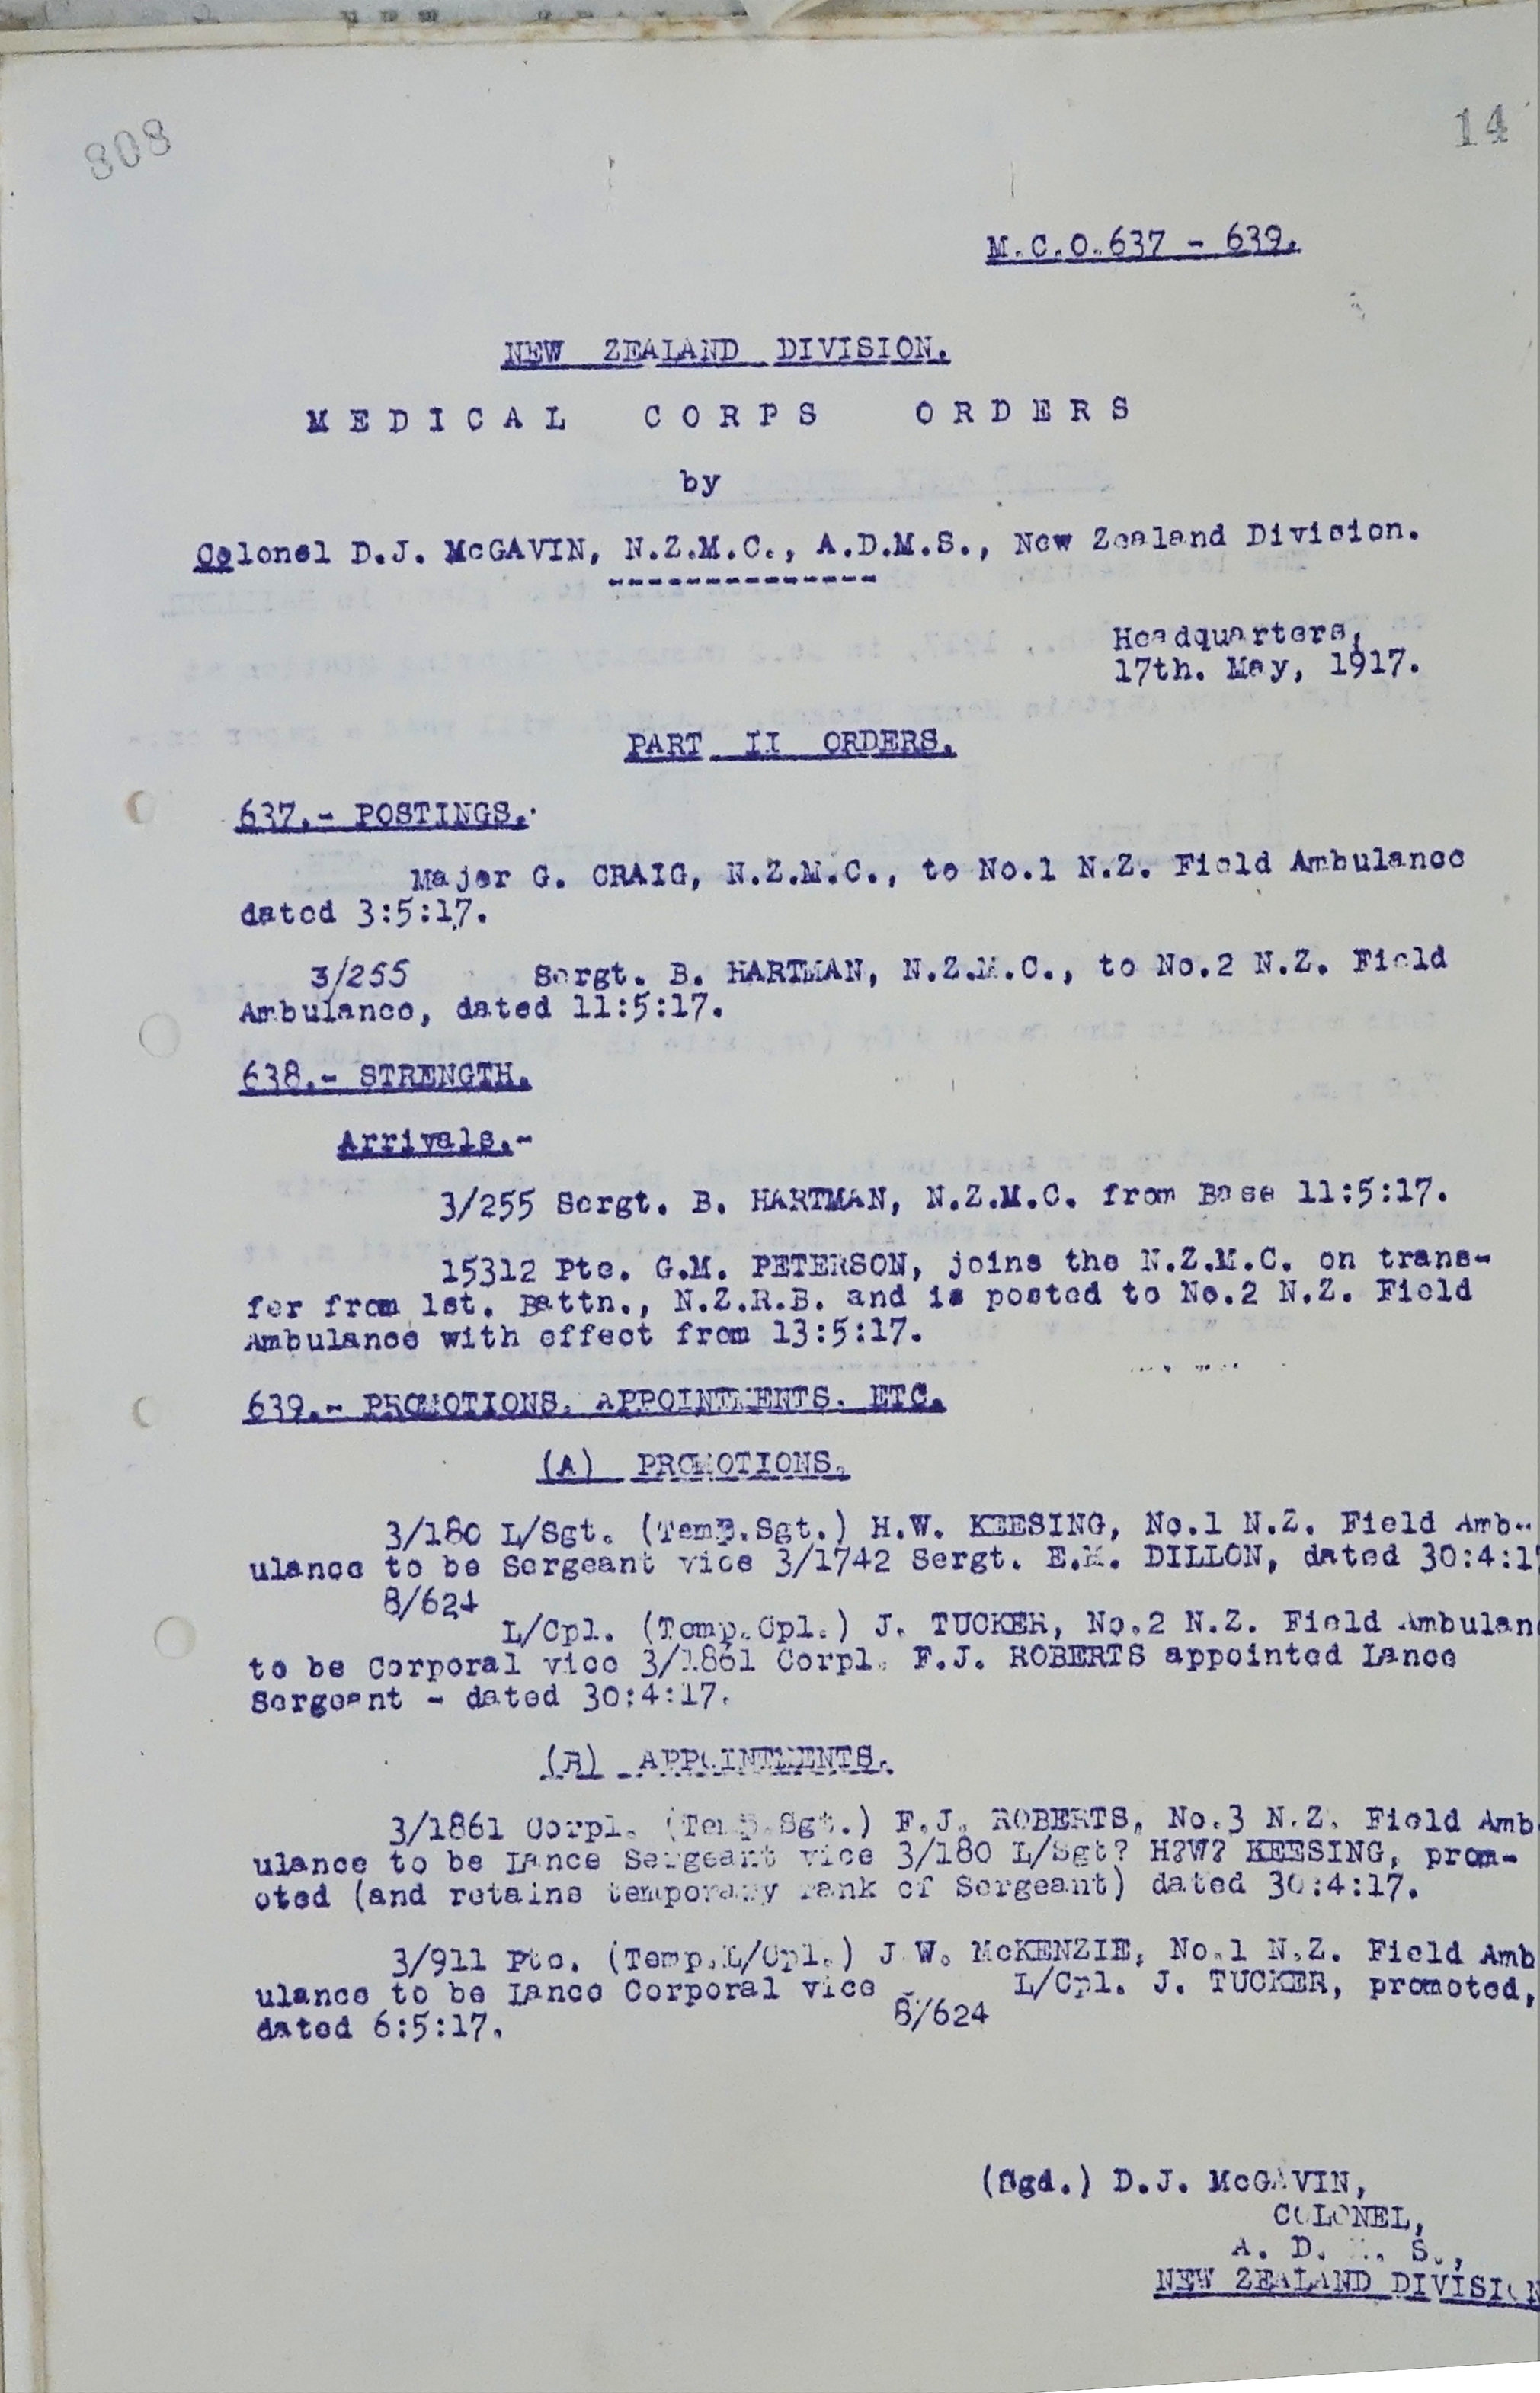 808
14
M.C.O.637 - 639.
NEW ZEALAND DIVISION.
MEDICAL CORPS ORDERS
by
Colonel D.J. McGAVIN, N.Z.M.C., A.D.M.S., New Zealand Division.
Headquarters,
17th. May, 1917.
PART II ORDERS.
637.- POSTINGS.
Major G. CRAIG, N.Z.M.C., to No.1 N.Z. Field Ambulance
dated 3:5:17.
3/255 Sergt. B. HARTMAN, N.Z.M.C., to No.2 N.Z. Field
Ambulance, dated 11:5:17.
638.- STRENGTH.
Arrivals.-
3/255 Sergt. B. HARTMAN, N.Z.M.C. from Base 11:5:17.
15312 Pte. G.M. PETERSON, joins the N.Z.M.C. on trans-
fer from 1st. Battn., N.Z.R.B. and is posted to No.2 N.Z. Field
Ambulance with effect from 13:5:17.
639.- PROMOTIONS. APPOINTMENTS. ETC.
(A) PROMOTIONS.
3/180 L/Sgt. (Temp.Sgt.) H.W. KEESING, No.1 N.Z. Field Amb-
ulance to be Sergeant vice 3/1742 Sergt. E.M. DILLON, dated 30:4:17
8/624
L/Cpl. (Temp.Cpl.) J. TUCKER, No.2 N.Z. Field Ambulan
to be Corporal vice 3/1861 Corpl. F.J. ROBERTS appointed Lance
Sergeant - dated 30:4:17.
(B) APPOINTMENTS.
3/1861 Corpl. (Temp.Sgt.) F.J. ROBERTS, No.3 N.Z. Field Amb
ulance to be Lance Sergeant vice 3/180 L/Sgt? H?W? KEESING, prom-
oted (and retains temporary rank of Sergeant) dated 30:4:17.
3/911 Pte. (Temp.L/Cpl.) J.W. McKENZIE, No.1 N.Z. Field Amb
ulance to be Lance Corporal vice L/Cpl. J. TUCKER, promoted,
8/624
dated 6:5:17.
(Sgd.) D.J. McGAVIN,
COLONEL,
A. D. M. S.,
NEW ZEALAND DIVISION